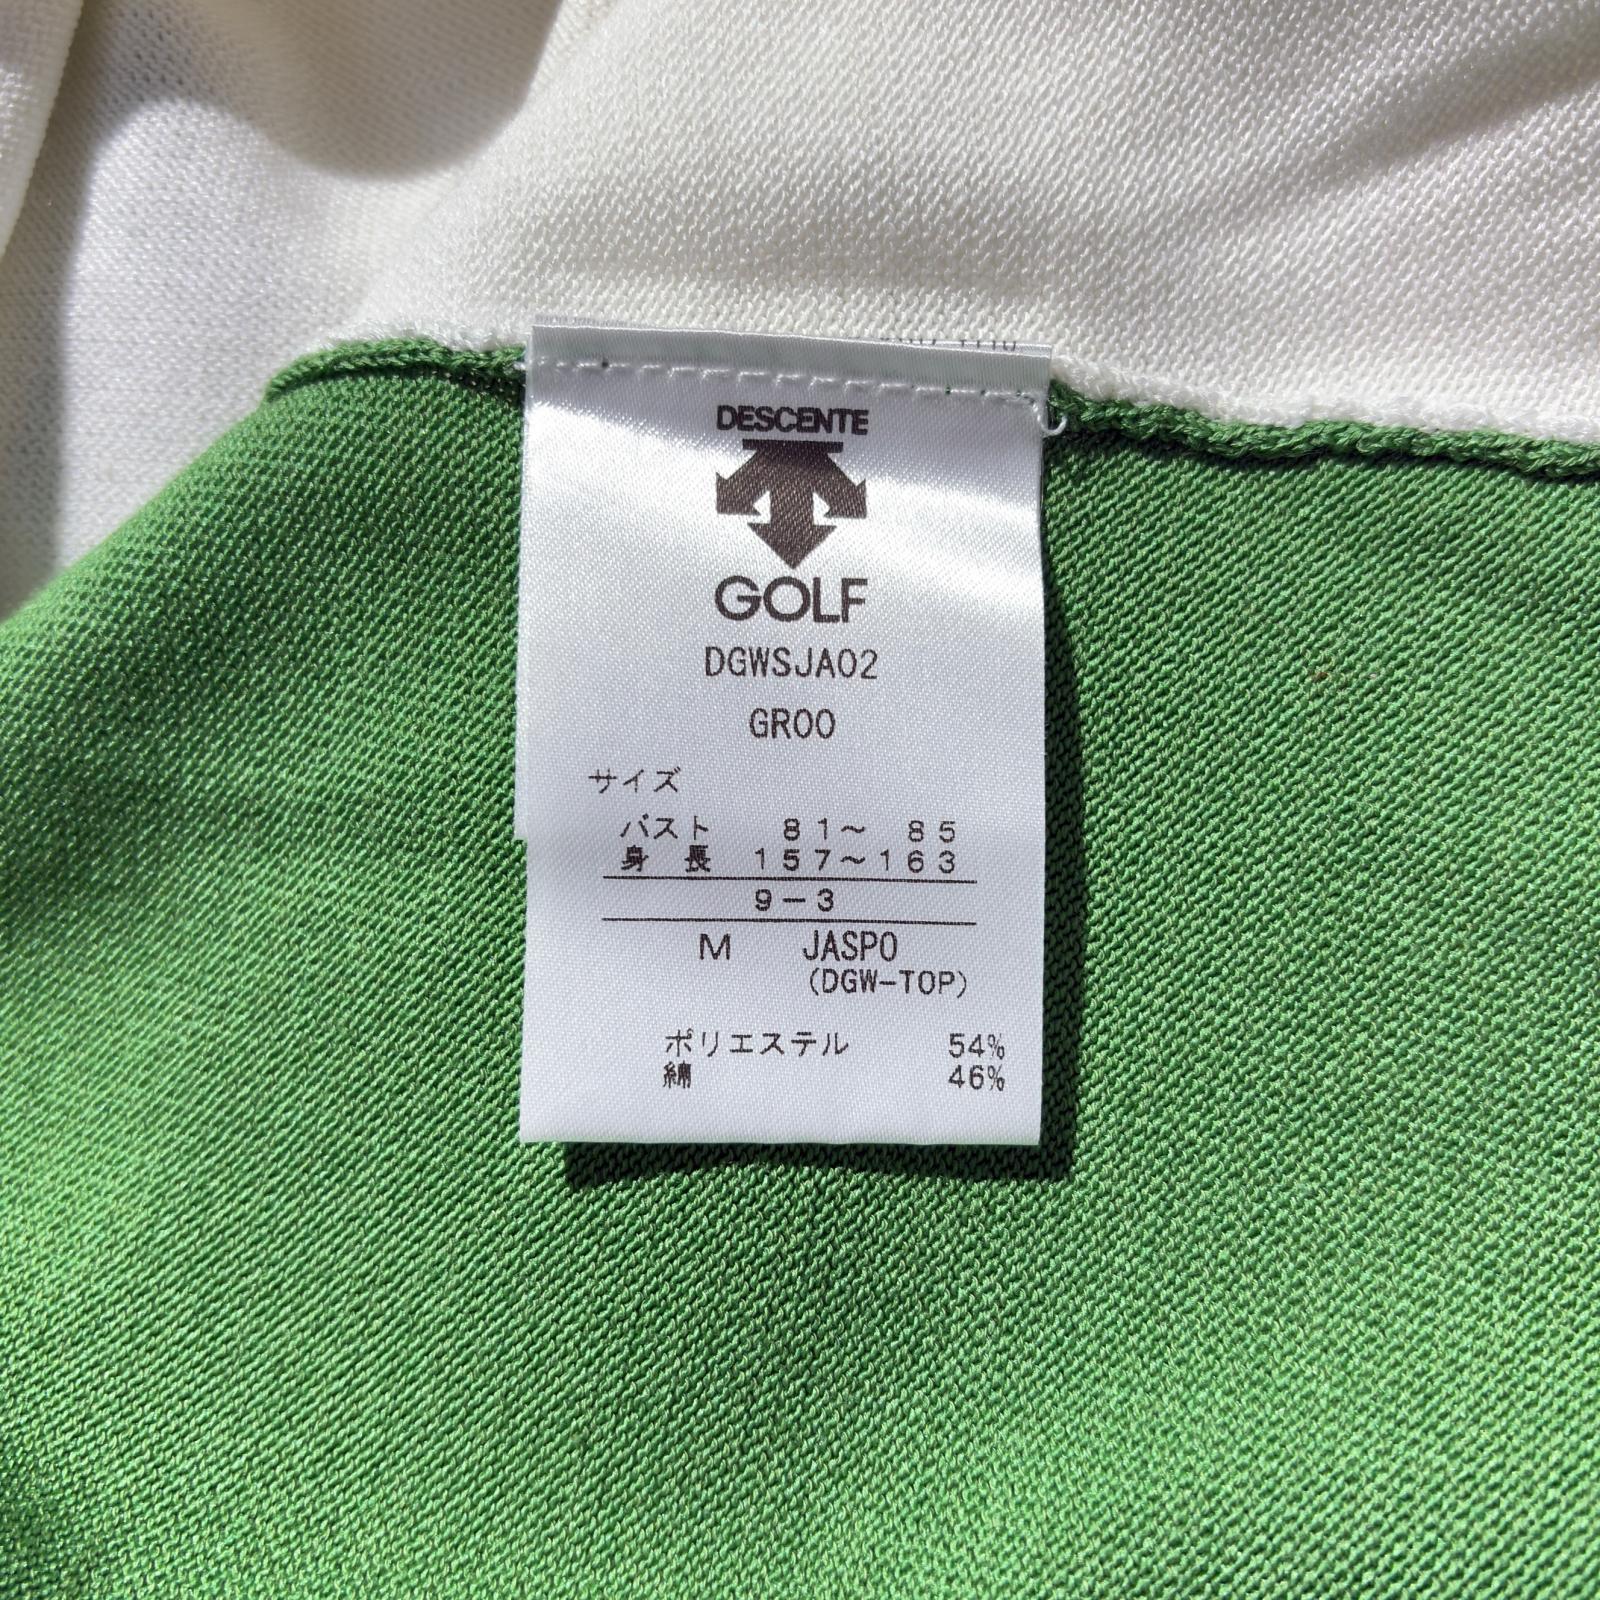 DESCENTE
GOLF
DGWSJA02
GR00
サイズ
バスト 81～ 85
身 長 157～163
9－3
M JASPO
(DGW-TOP)
ポリエステル 54%
綿 46%